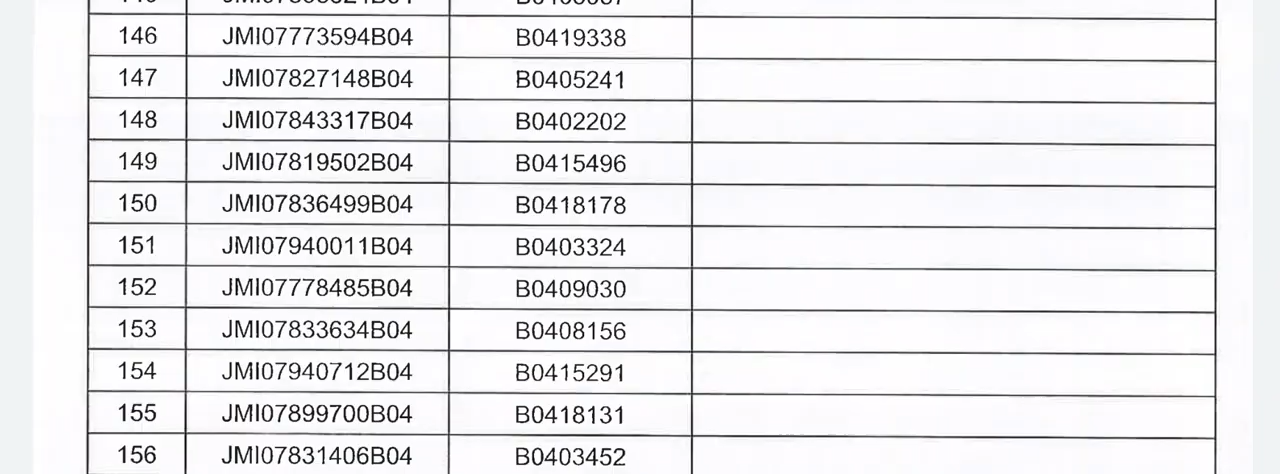 146 JMI07773594B04 B0419338
147 JMI07827148B04 B0405241
148 JMI07843317B04 B0402202
149 JMI07819502B04 B0415496
150 JMI07836499B04 B0418178
151 JMI07940011B04 B0403324
152 JMI07778485B04 B0409030
153 JMI07833634B04 B0408156
154 JMI07940712B04 B0415291
155 JMI07899700B04 B0418131
156 JMI07831406B04 B0403452